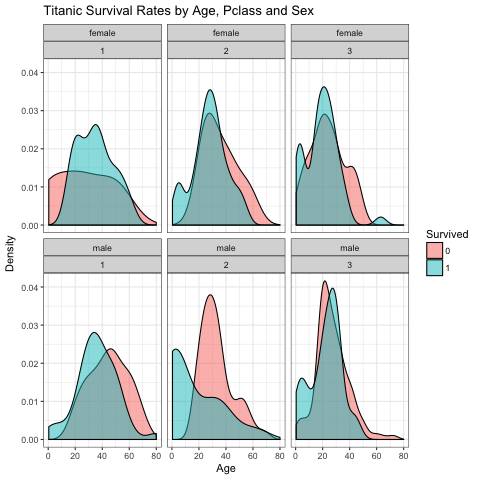 Titanic Survival Rates by Age, Pclass and Sex
female female female
1 2 3
0.04
0.03
0.02
0.01
0.00
male male male
1 2 3
0.04
0.03
0.02
0.01
0.00
0 20 40 60 80 0 20 40 60 80 0 20 40 60 80
Age
Density
Survived
0
1